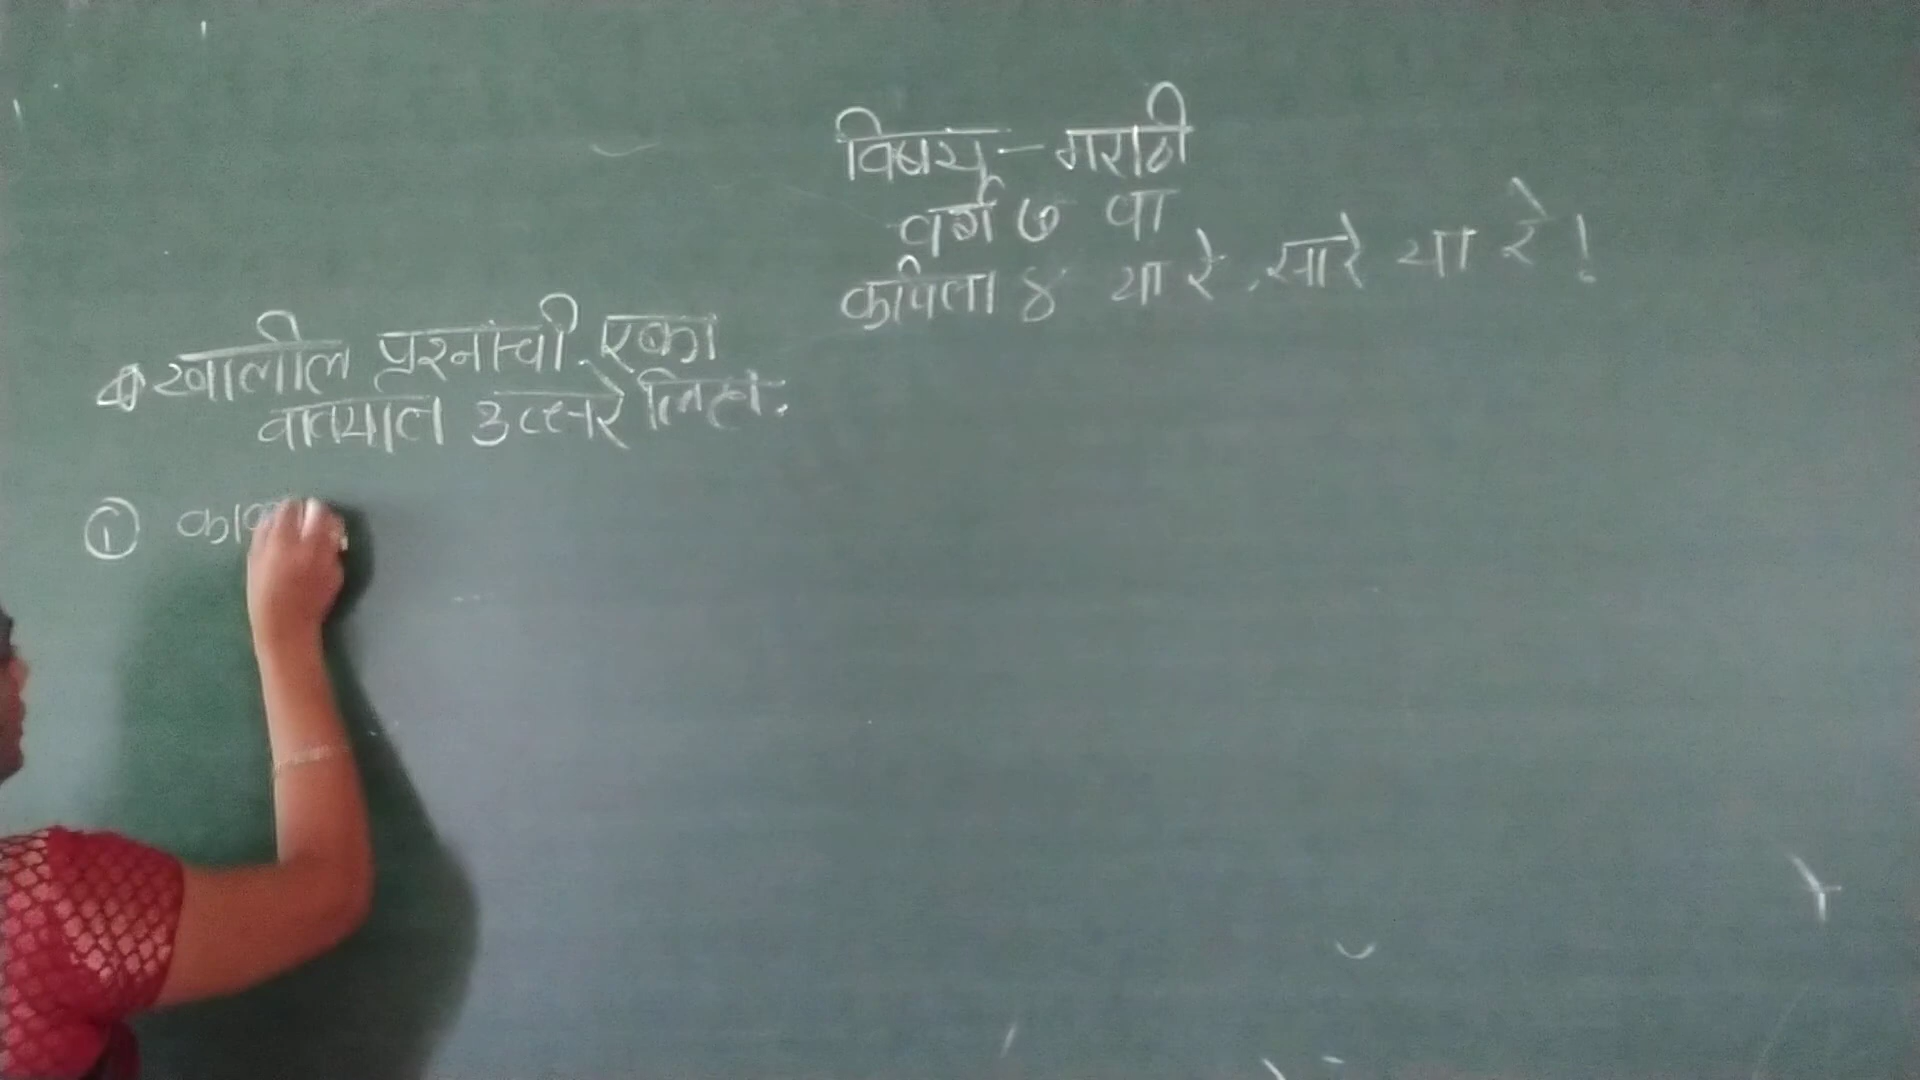 विषय - मराठी
वर्ग ७ वा
कविता ४ या रे, सारे या रे !
खालील प्रश्नांची एका
वाक्यात उत्तरे लिहा.
①